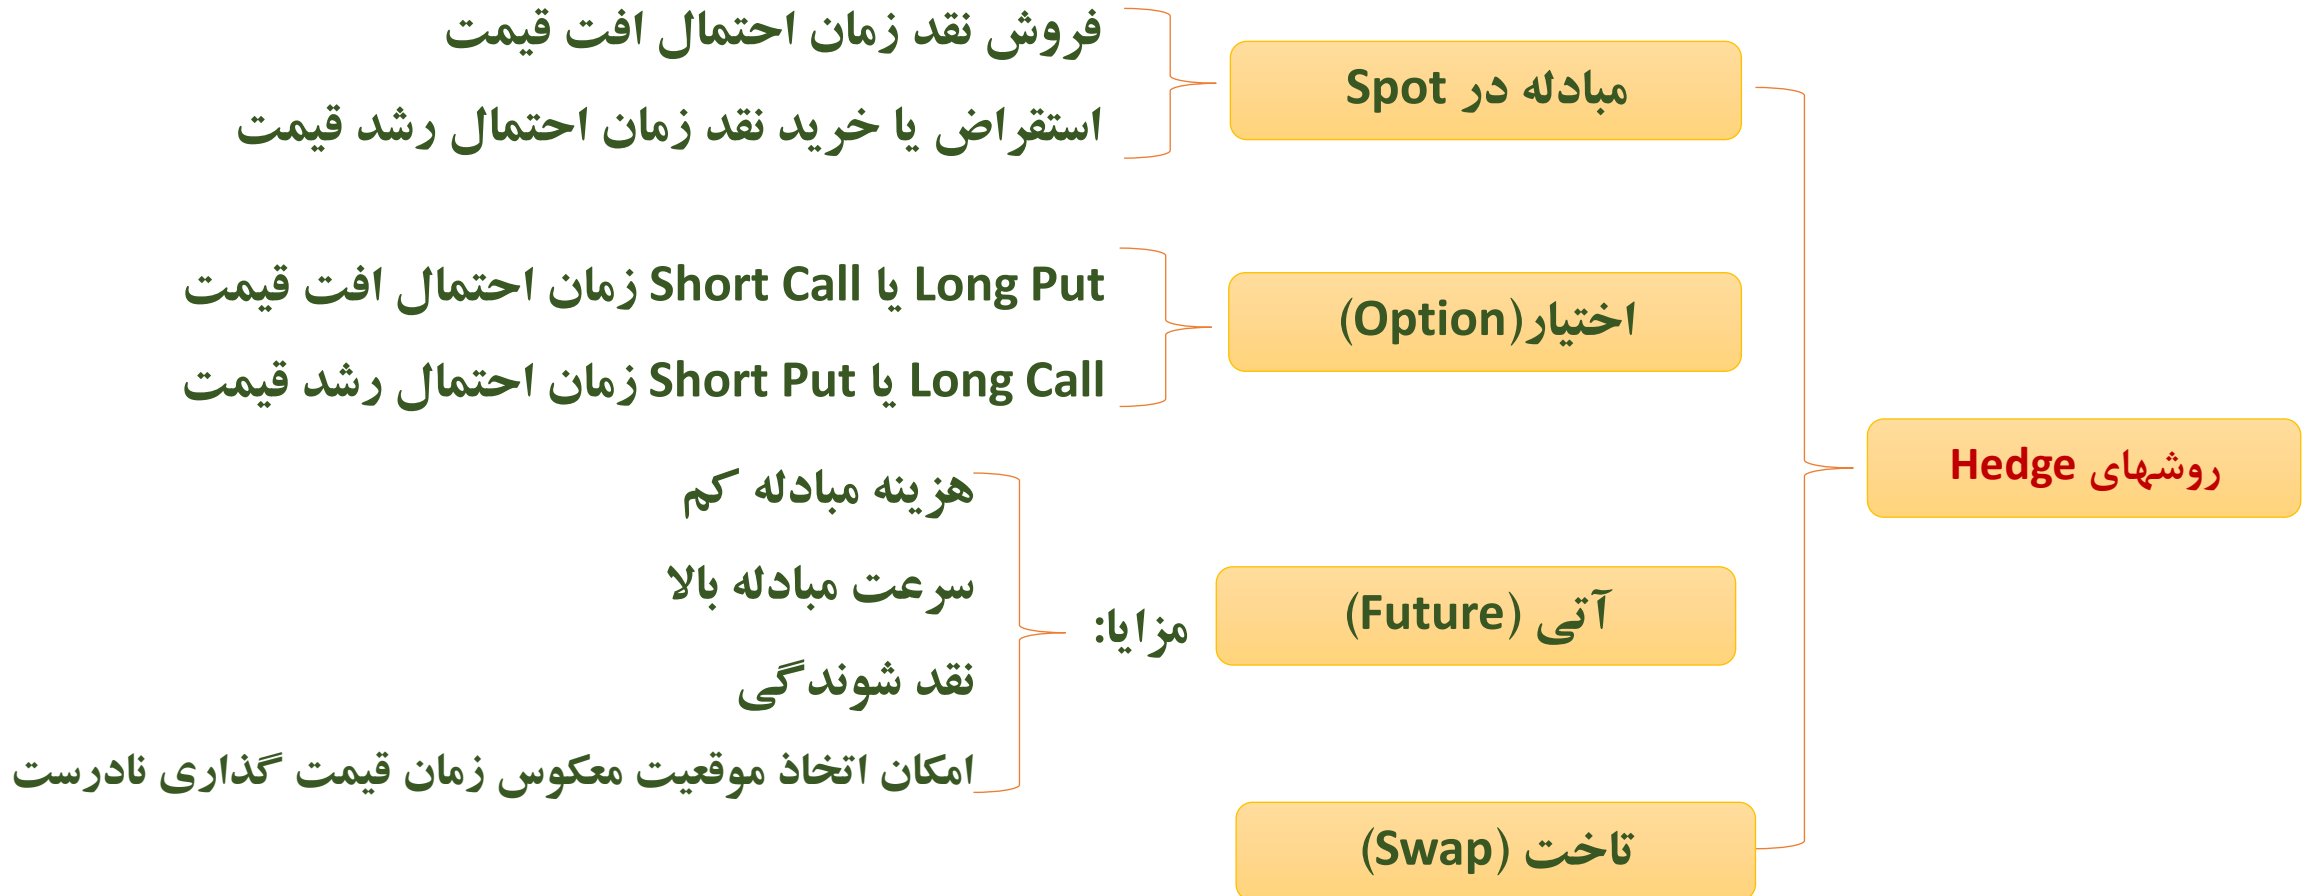 روشهای Hedge
مبادله در Spot
فروش نقد زمان احتمال افت قیمت
استقراض یا خرید نقد زمان احتمال رشد قیمت
اختیار(Option)
Long Put یا Short Call زمان احتمال افت قیمت
Long Call یا Short Put زمان احتمال رشد قیمت
آتی (Future)
مزایا:
هزینه مبادله کم
سرعت مبادله بالا
نقد شوندگی
امکان اتخاذ موقعیت معکوس زمان قیمت گذاری نادرست
تاخت (Swap)